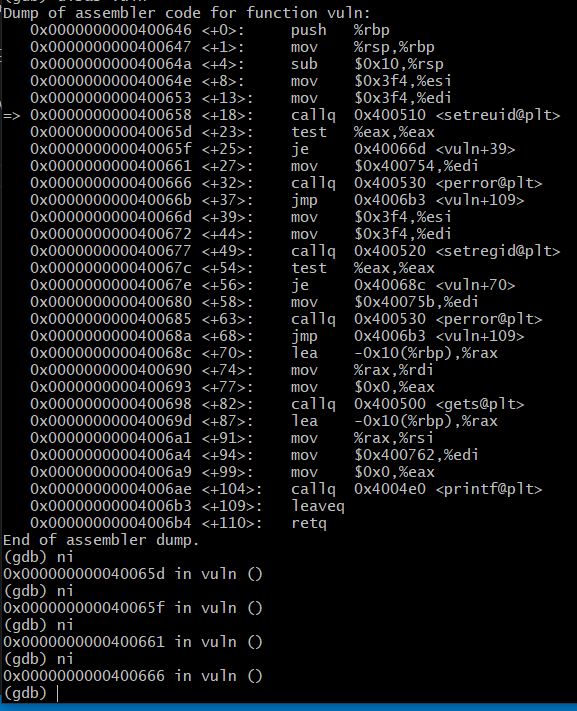 Dump of assembler code for function vuln:
0x0000000000400646 <+0>: push %rbp
0x0000000000400647 <+1>: mov %rsp,%rbp
0x000000000040064a <+4>: sub $0x10,%rsp
0x000000000040064e <+8>: mov $0x3f4,%esi
0x0000000000400653 <+13>: mov $0x3f4,%edi
=> 0x0000000000400658 <+18>: callq 0x400510 <setreuid@plt>
0x000000000040065d <+23>: test %eax,%eax
0x000000000040065f <+25>: je 0x40066d <vuln+39>
0x0000000000400661 <+27>: mov $0x400754,%edi
0x0000000000400666 <+32>: callq 0x400530 <perror@plt>
0x000000000040066b <+37>: jmp 0x4006b3 <vuln+109>
0x000000000040066d <+39>: mov $0x3f4,%esi
0x0000000000400672 <+44>: mov $0x3f4,%edi
0x0000000000400677 <+49>: callq 0x400520 <setregid@plt>
0x000000000040067c <+54>: test %eax,%eax
0x000000000040067e <+56>: je 0x40068c <vuln+70>
0x0000000000400680 <+58>: mov $0x40075b,%edi
0x0000000000400685 <+63>: callq 0x400530 <perror@plt>
0x000000000040068a <+68>: jmp 0x4006b3 <vuln+109>
0x000000000040068c <+70>: lea -0x10(%rbp),%rax
0x0000000000400690 <+74>: mov %rax,%rdi
0x0000000000400693 <+77>: mov $0x0,%eax
0x0000000000400698 <+82>: callq 0x400500 <gets@plt>
0x000000000040069d <+87>: lea -0x10(%rbp),%rax
0x00000000004006a1 <+91>: mov %rax,%rsi
0x00000000004006a4 <+94>: mov $0x400762,%edi
0x00000000004006a9 <+99>: mov $0x0,%eax
0x00000000004006ae <+104>: callq 0x4004e0 <printf@plt>
0x00000000004006b3 <+109>: leaveq
0x00000000004006b4 <+110>: retq
End of assembler dump.
(gdb) ni
0x000000000040065d in vuln ()
(gdb) ni
0x000000000040065f in vuln ()
(gdb) ni
0x0000000000400661 in vuln ()
(gdb) ni
0x0000000000400666 in vuln ()
(gdb)